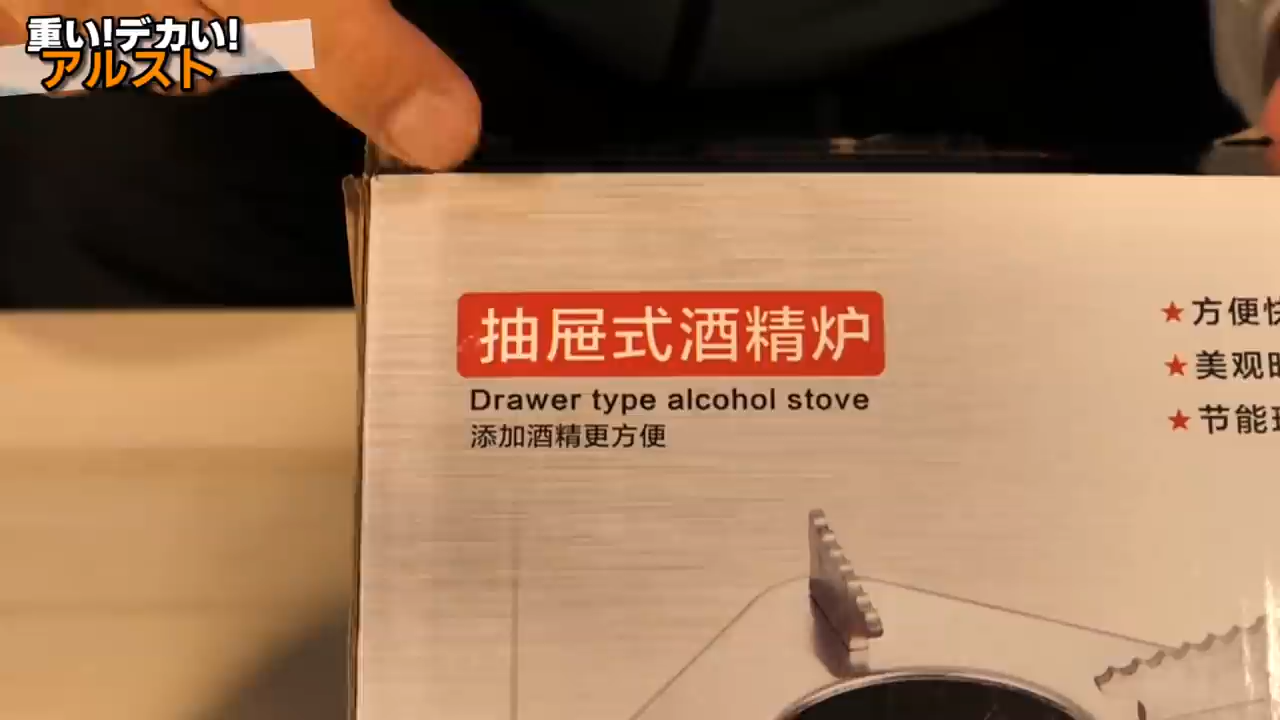 重い!デカい!
アルスト
抽屉式酒精炉
Drawer type alcohol stove
添加酒精更方便
★方便
★美观
★节能